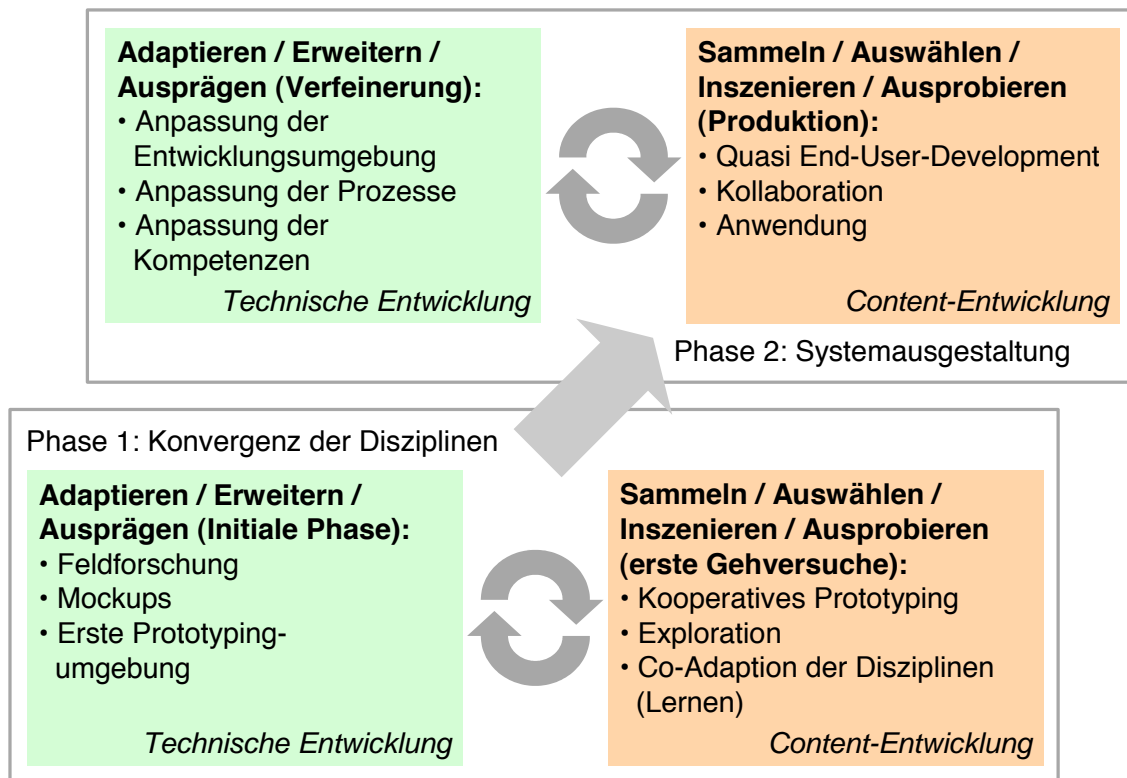 Adaptieren / Erweitern /
Ausprägen (Verfeinerung):
• Anpassung der
Entwicklungsumgebung
• Anpassung der Prozesse
• Anpassung der
Kompetenzen
Technische Entwicklung
Sammeln / Auswählen /
Inszenieren / Ausprobieren
(Produktion):
• Quasi End-User-Development
• Kollaboration
• Anwendung
Content-Entwicklung
Phase 2: Systemausgestaltung
Phase 1: Konvergenz der Disziplinen
Adaptieren / Erweitern /
Ausprägen (Initiale Phase):
• Feldforschung
• Mockups
• Erste Prototyping-
umgebung
Technische Entwicklung
Sammeln / Auswählen /
Inszenieren / Ausprobieren
(erste Gehversuche):
• Kooperatives Prototyping
• Exploration
• Co-Adaption der Disziplinen
(Lernen)
Content-Entwicklung